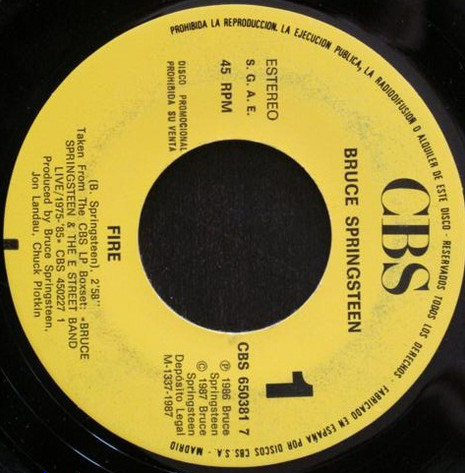 PROHIBIDA LA REPRODUCCION, LA EJECUCION PUBLICA, LA RADIODIFUSION O ALQUILER DE ESTE DISCO - RESERVADOS TODOS LOS DERECHOS - FABRICADO EN ESPAÑA POR DISCOS CBS. S.A. - MADRID
CBS
BRUCE SPRINGSTEEN
1
ESTEREO
S. G. A. E.
45 RPM
DISCO PROMOCIONAL
PROHIBIDA SU VENTA
CBS 650381 7
Ⓟ 1986 Bruce
Springsteen
© 1987 Bruce
Springsteen
Depósito Legal
M-1337-1987
FIRE
(B. Springsteen), 2'58''
Taken From The CBS LP Boxset: «BRUCE
SPRINGSTEEN & THE E STREET BAND
LIVE/1975-'85» CBS 450227 1
Produced by Bruce Springsteen,
Jon Landau, Chuck Plotkin